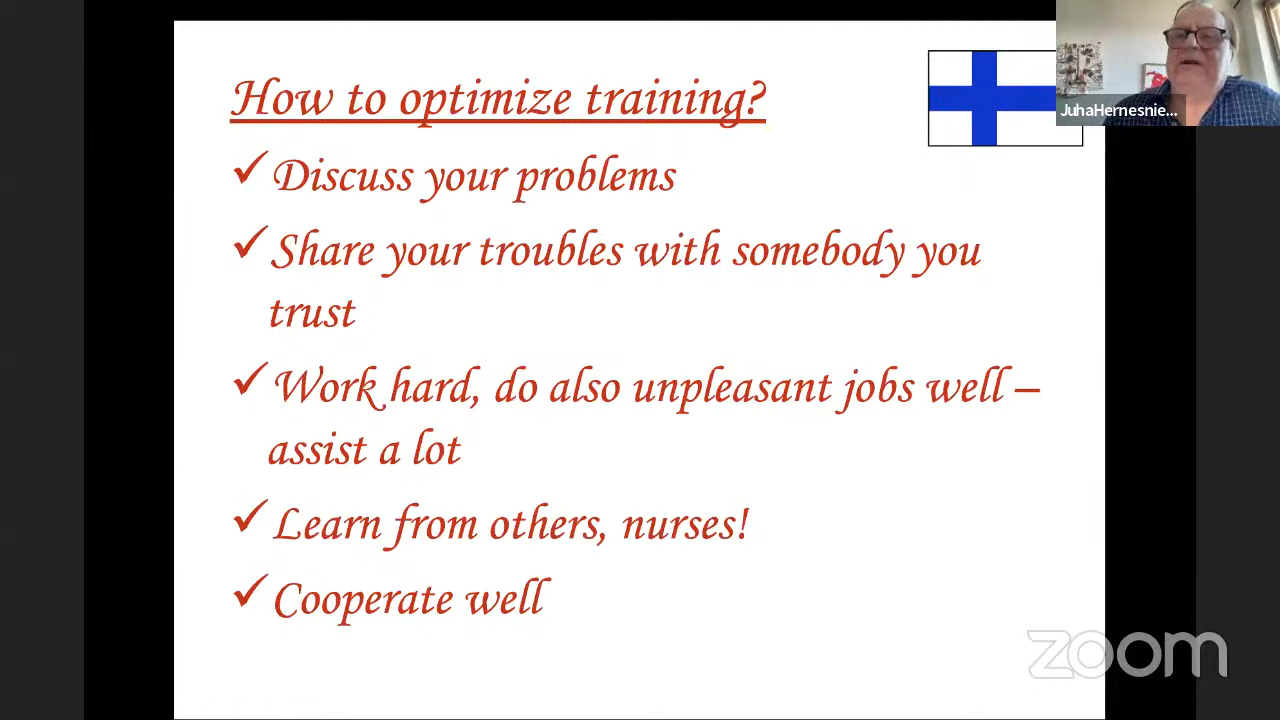 How to optimize training?
JuhaHernesnie...
✓Discuss your problems
✓Share your troubles with somebody you
trust
✓Work hard, do also unpleasant jobs well –
assist a lot
✓Learn from others, nurses!
✓Cooperate well
zoom